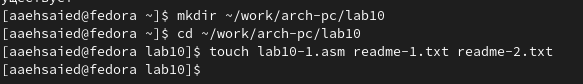 [aaehsaied@fedora ~]$ mkdir ~/work/arch-pc/lab10
[aaehsaied@fedora ~]$ cd ~/work/arch-pc/lab10
[aaehsaied@fedora lab10]$ touch lab10-1.asm readme-1.txt readme-2.txt
[aaehsaied@fedora lab10]$